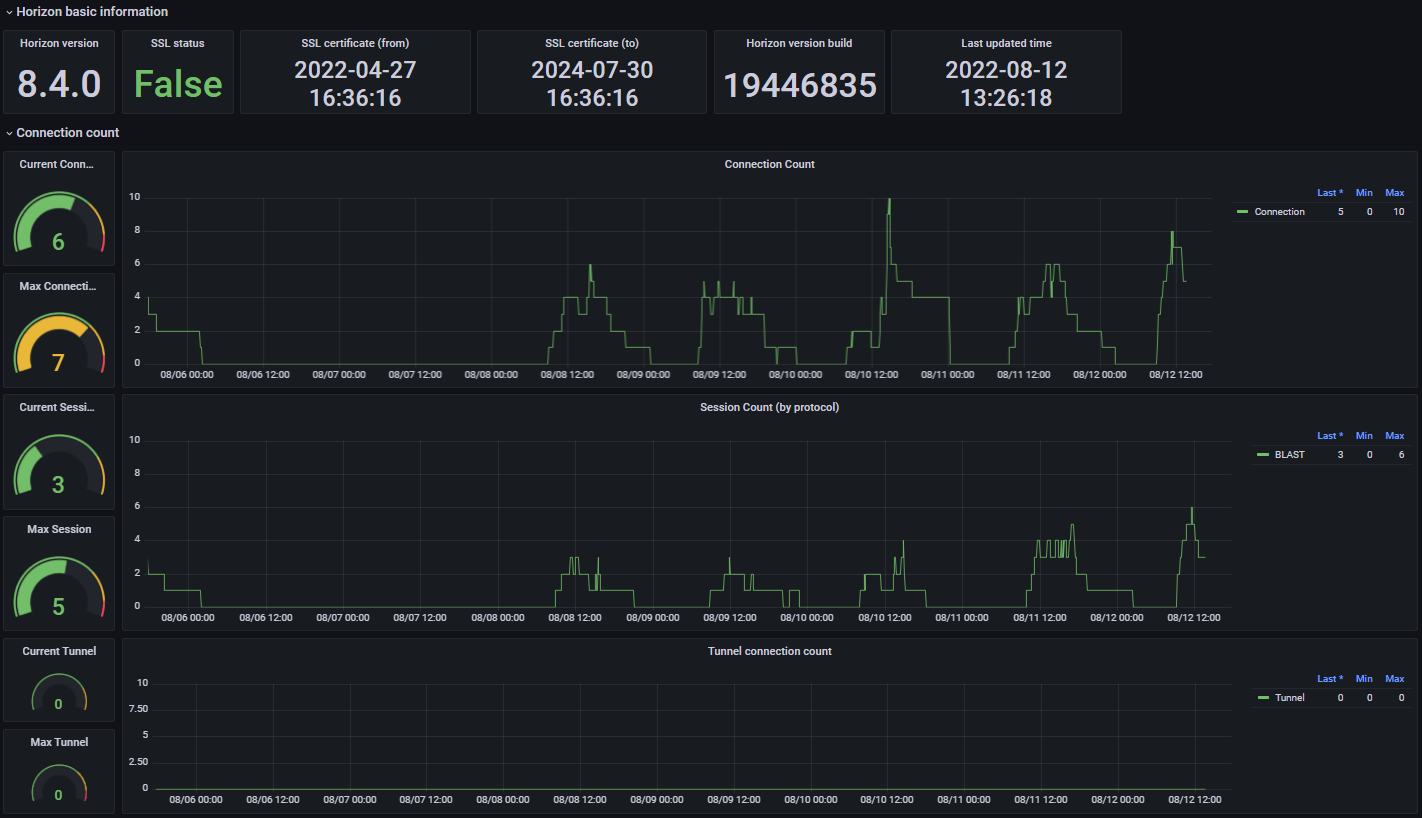 Horizon basic information
Horizon version
8.4.0
SSL status
False
SSL certificate (from)
2022-04-27
16:36:16
SSL certificate (to)
2024-07-30
16:36:16
Horizon version build
19446835
Last updated time
2022-08-12
13:26:18
Connection count
Current Conn...
6
Max Connecti...
7
Connection Count
10
8
6
4
2
0
08/06 00:00 08/06 12:00 08/07 00:00 08/07 12:00 08/08 00:00 08/08 12:00 08/09 00:00 08/09 12:00 08/10 00:00 08/10 12:00 08/11 00:00 08/11 12:00 08/12 00:00 08/12 12:00
Last * Min Max
Connection 5 0 10
Current Sessi...
3
Max Session
5
Session Count (by protocol)
10
8
6
4
2
0
08/06 00:00 08/06 12:00 08/07 00:00 08/07 12:00 08/08 00:00 08/08 12:00 08/09 00:00 08/09 12:00 08/10 00:00 08/10 12:00 08/11 00:00 08/11 12:00 08/12 00:00 08/12 12:00
Last * Min Max
BLAST 3 0 6
Current Tunnel
0
Max Tunnel
0
Tunnel connection count
10
7.50
5
2.50
0
08/06 00:00 08/06 12:00 08/07 00:00 08/07 12:00 08/08 00:00 08/08 12:00 08/09 00:00 08/09 12:00 08/10 00:00 08/10 12:00 08/11 00:00 08/11 12:00 08/12 00:00 08/12 12:00
Last * Min Max
Tunnel 0 0 0